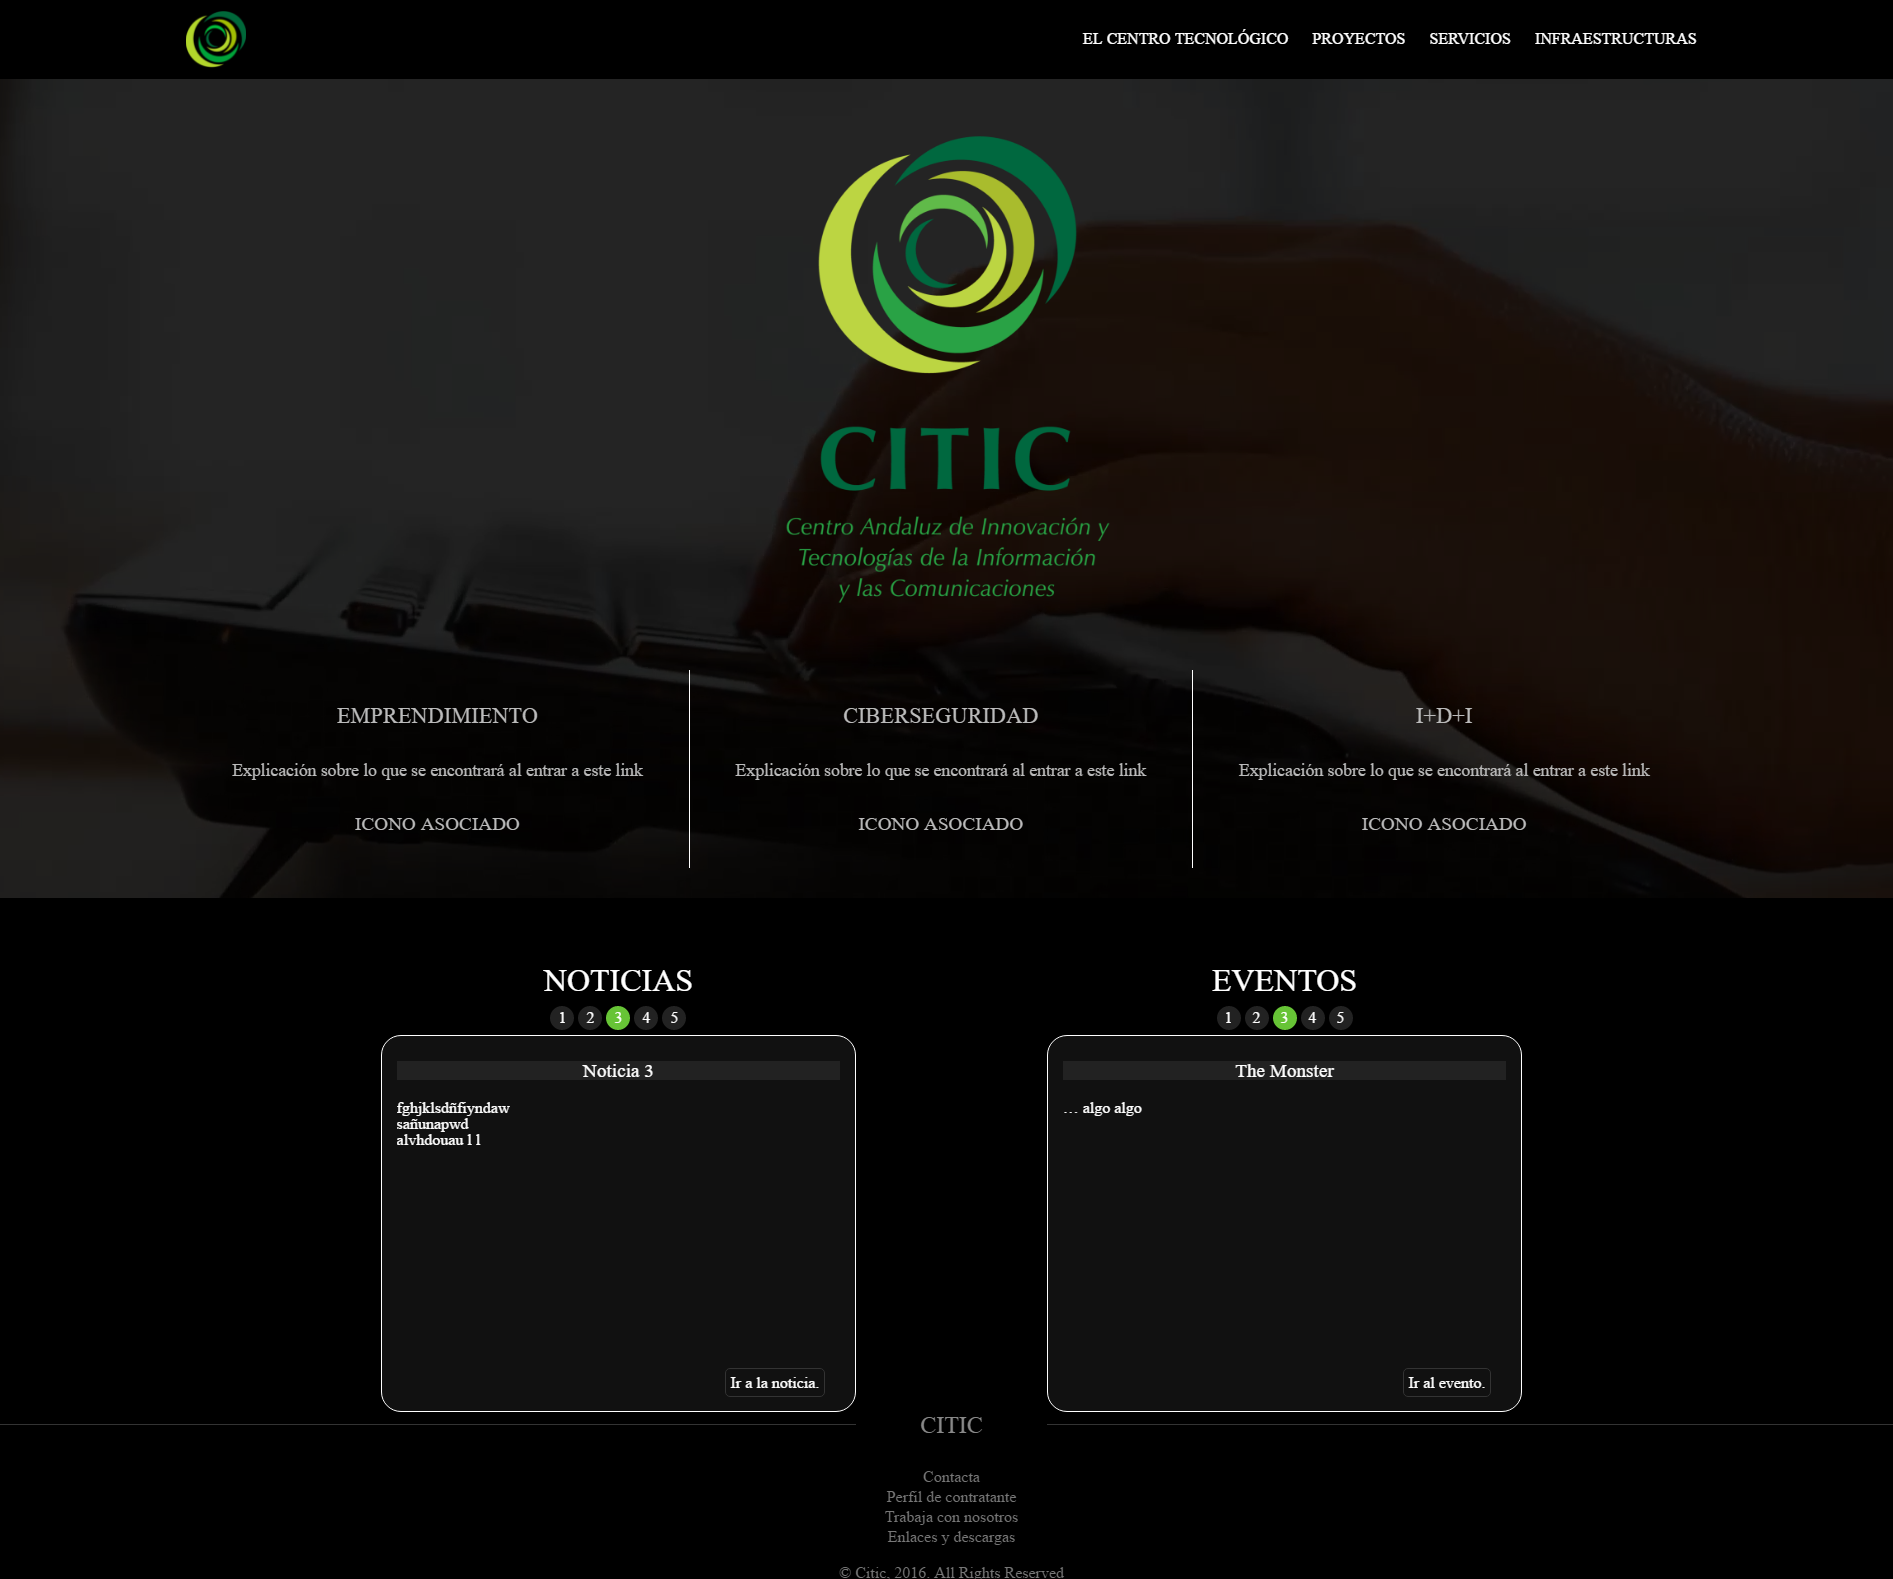 EL CENTRO TECNOLÓGICO PROYECTOS SERVICIOS INFRAESTRUCTURAS
CITIC
Centro Andaluz de Innovación y
Tecnologías de la Información
y las Comunicaciones
EMPRENDIMIENTO
Explicación sobre lo que se encontrará al entrar a este link
ICONO ASOCIADO
CIBERSEGURIDAD
Explicación sobre lo que se encontrará al entrar a este link
ICONO ASOCIADO
I+D+I
Explicación sobre lo que se encontrará al entrar a este link
ICONO ASOCIADO
NOTICIAS
1 2 3 4 5
Noticia 3
fghjklsdñfiyndaw
sañunapwd
alvhdouau l l
Ir a la noticia.
EVENTOS
1 2 3 4 5
The Monster
… algo algo
Ir al evento.
CITIC
Contacta
Perfil de contratante
Trabaja con nosotros
Enlaces y descargas
© Citic, 2016. All Rights Reserved